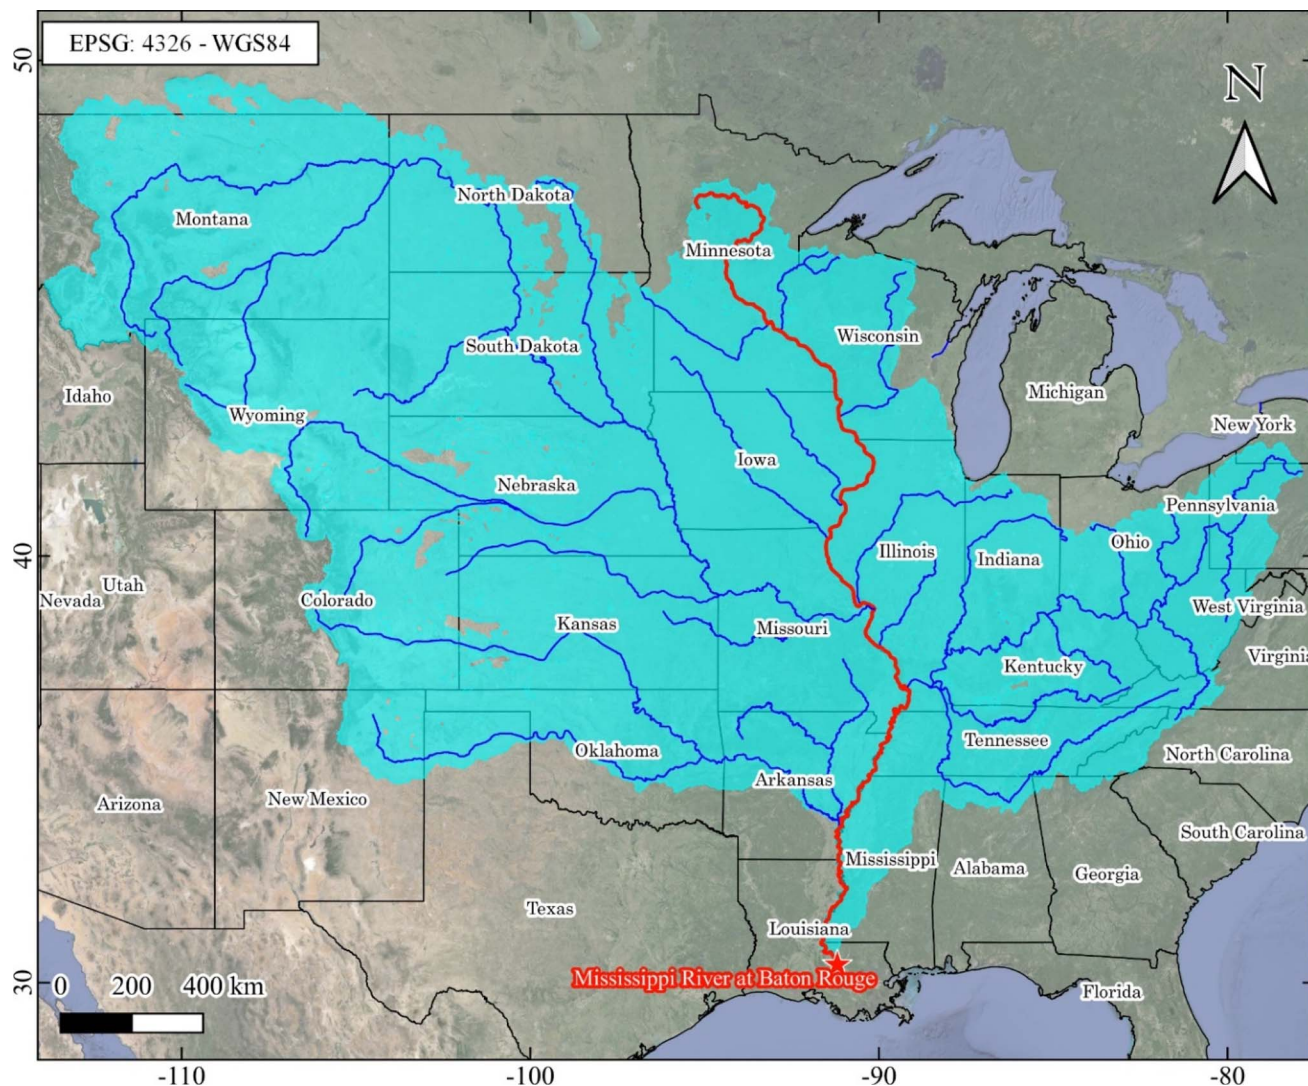 EPSG: 4326 - WGS84
50
N
North Dakota
Montana
Minnesota
Wisconsin
South Dakota
Idaho
Michigan
Wyoming
New York
Iowa
Nebraska
Pennsylvania
40
Illinois
Indiana
Ohio
Utah
Nevada
Colorado
West Virginia
Kansas
Missouri
Virginia
Kentucky
Tennessee
Oklahoma
North Carolina
Arkansas
New Mexico
Arizona
South Carolina
Mississippi
Alabama
Georgia
Texas
Louisiana
30
Mississippi River at Baton Rouge
0 200 400 km
Florida
-110 -100 -90 -80